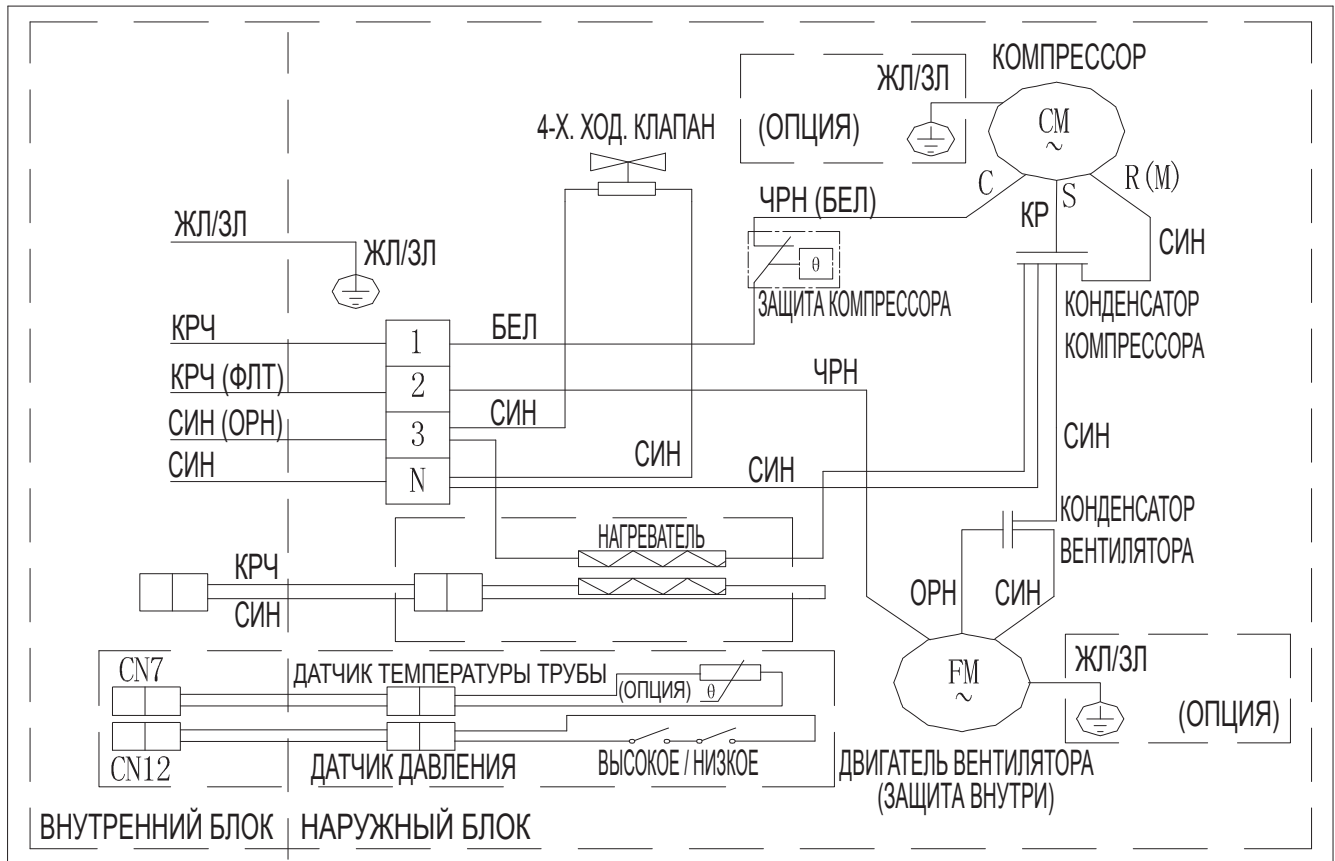 КОМПРЕССОР
ЖЛ/ЗЛ
(ОПЦИЯ)
CM
~
4-Х. ХОД. КЛАПАН
C
S
R(M)
ЧРН (БЕЛ)
КР
СИН
ЖЛ/ЗЛ
ЖЛ/ЗЛ
θ
ЗАЩИТА КОМПРЕССОРА
КОНДЕНСАТОР
КОМПРЕССОРА
КРЧ
1
БЕЛ
КРЧ (ФЛТ)
2
ЧРН
СИН (ОРН)
3
СИН
СИН
N
СИН
СИН
СИН
НАГРЕВАТЕЛЬ
КОНДЕНСАТОР
ВЕНТИЛЯТОРА
КРЧ
СИН
ОРН
СИН
CN7
ДАТЧИК ТЕМПЕРАТУРЫ ТРУБЫ
(ОПЦИЯ)
θ
FM
~
ЖЛ/ЗЛ
(ОПЦИЯ)
CN12
ДАТЧИК ДАВЛЕНИЯ
ВЫСОКОЕ / НИЗКОЕ
ДВИГАТЕЛЬ ВЕНТИЛЯТОРА
(ЗАЩИТА ВНУТРИ)
ВНУТРЕННИЙ БЛОК
НАРУЖНЫЙ БЛОК